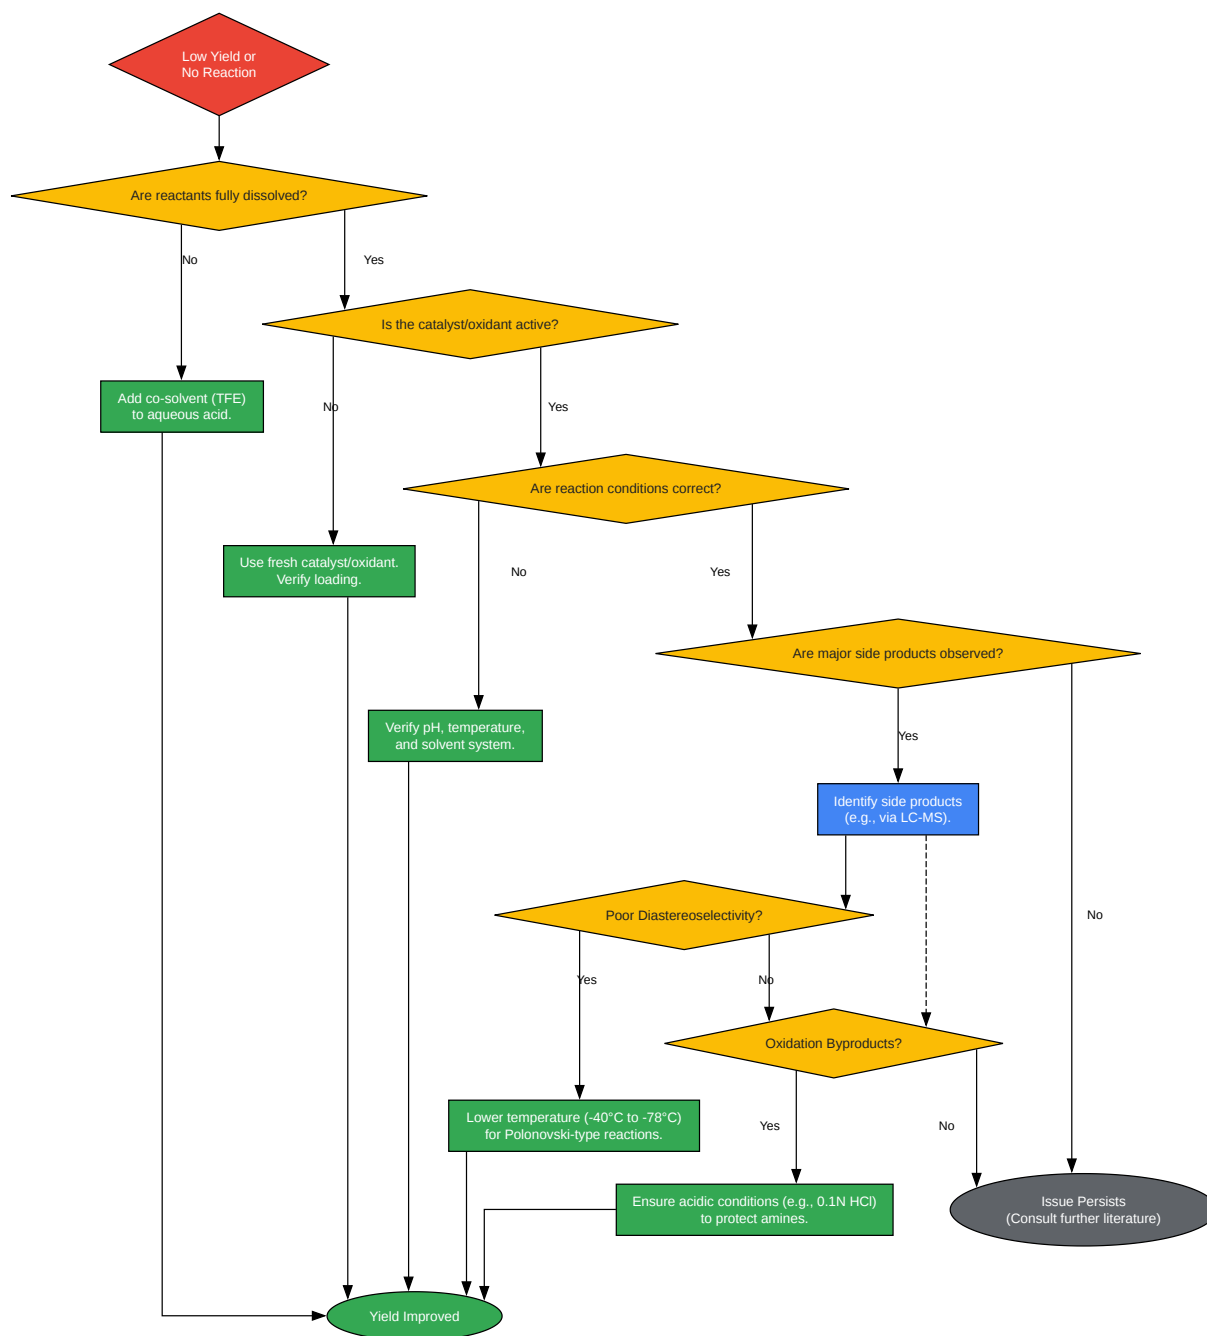 Low Yield or
No Reaction
Are reactants fully dissolved?
No
Yes
Is the catalyst/oxidant active?
Add co-solvent (TFE)
to aqueous acid.
No
Yes
Are reaction conditions correct?
Use fresh catalyst/oxidant.
Verify loading.
No
Yes
Are major side products observed?
Verify pH, temperature,
and solvent system.
Yes
Identify side products
(e.g., via LC-MS).
Poor Diastereoselectivity?
No
Yes
No
Oxidation Byproducts?
Lower temperature (-40°C to -78°C)
for Polonovski-type reactions.
Yes
No
Ensure acidic conditions (e.g., 0.1N HCl)
to protect amines.
Issue Persists
(Consult further literature)
Yield Improved